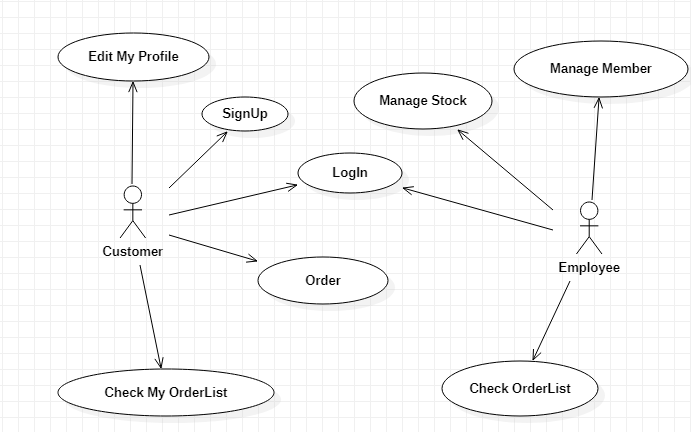 Edit My Profile
Manage Member
Manage Stock
SignUp
LogIn
Customer
Employee
Order
Check My OrderList
Check OrderList